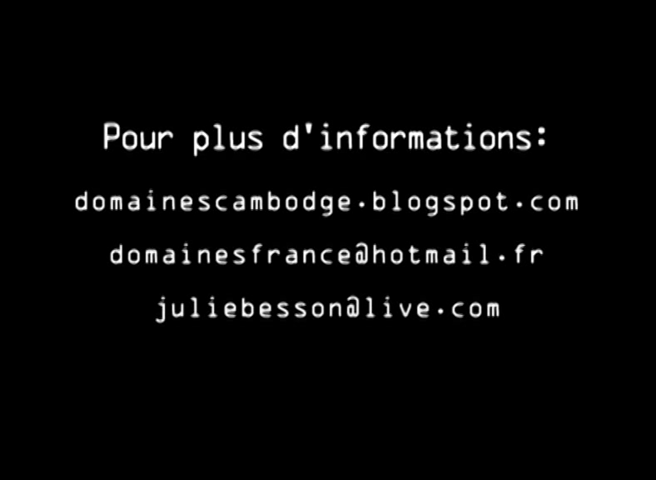 Pour plus d'informations:
domainescambodge.blogspot.com
domainesfrance@hotmail.fr
juliebesson@live.com